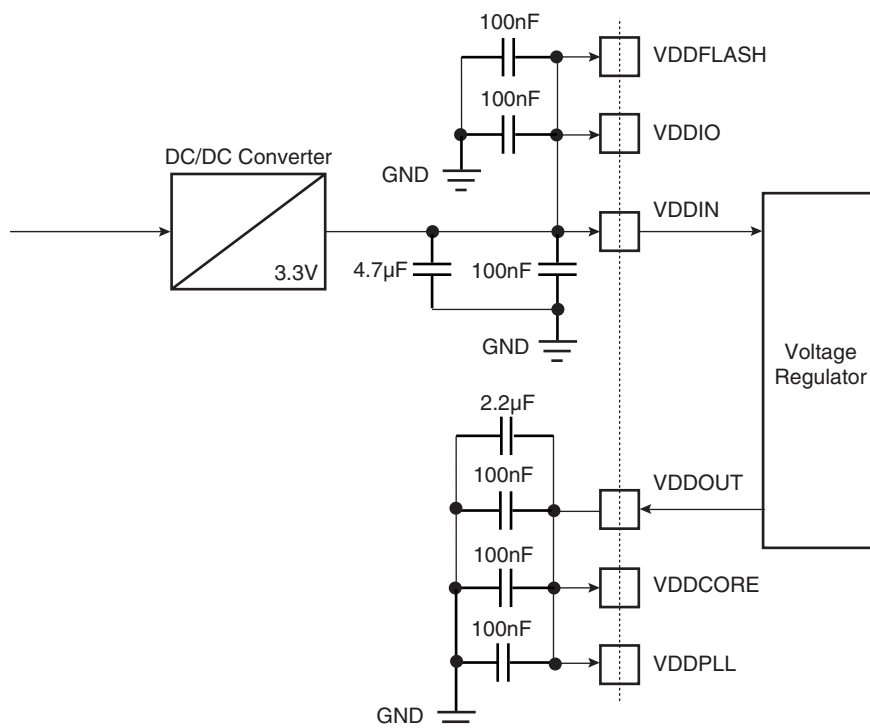 100nF
VDDFLASH
100nF
VDDIO
DC/DC Converter
GND
VDDIN
3.3V
4.7µF
100nF
GND
Voltage
Regulator
2.2µF
100nF
VDDOUT
100nF
VDDCORE
100nF
VDDPLL
GND